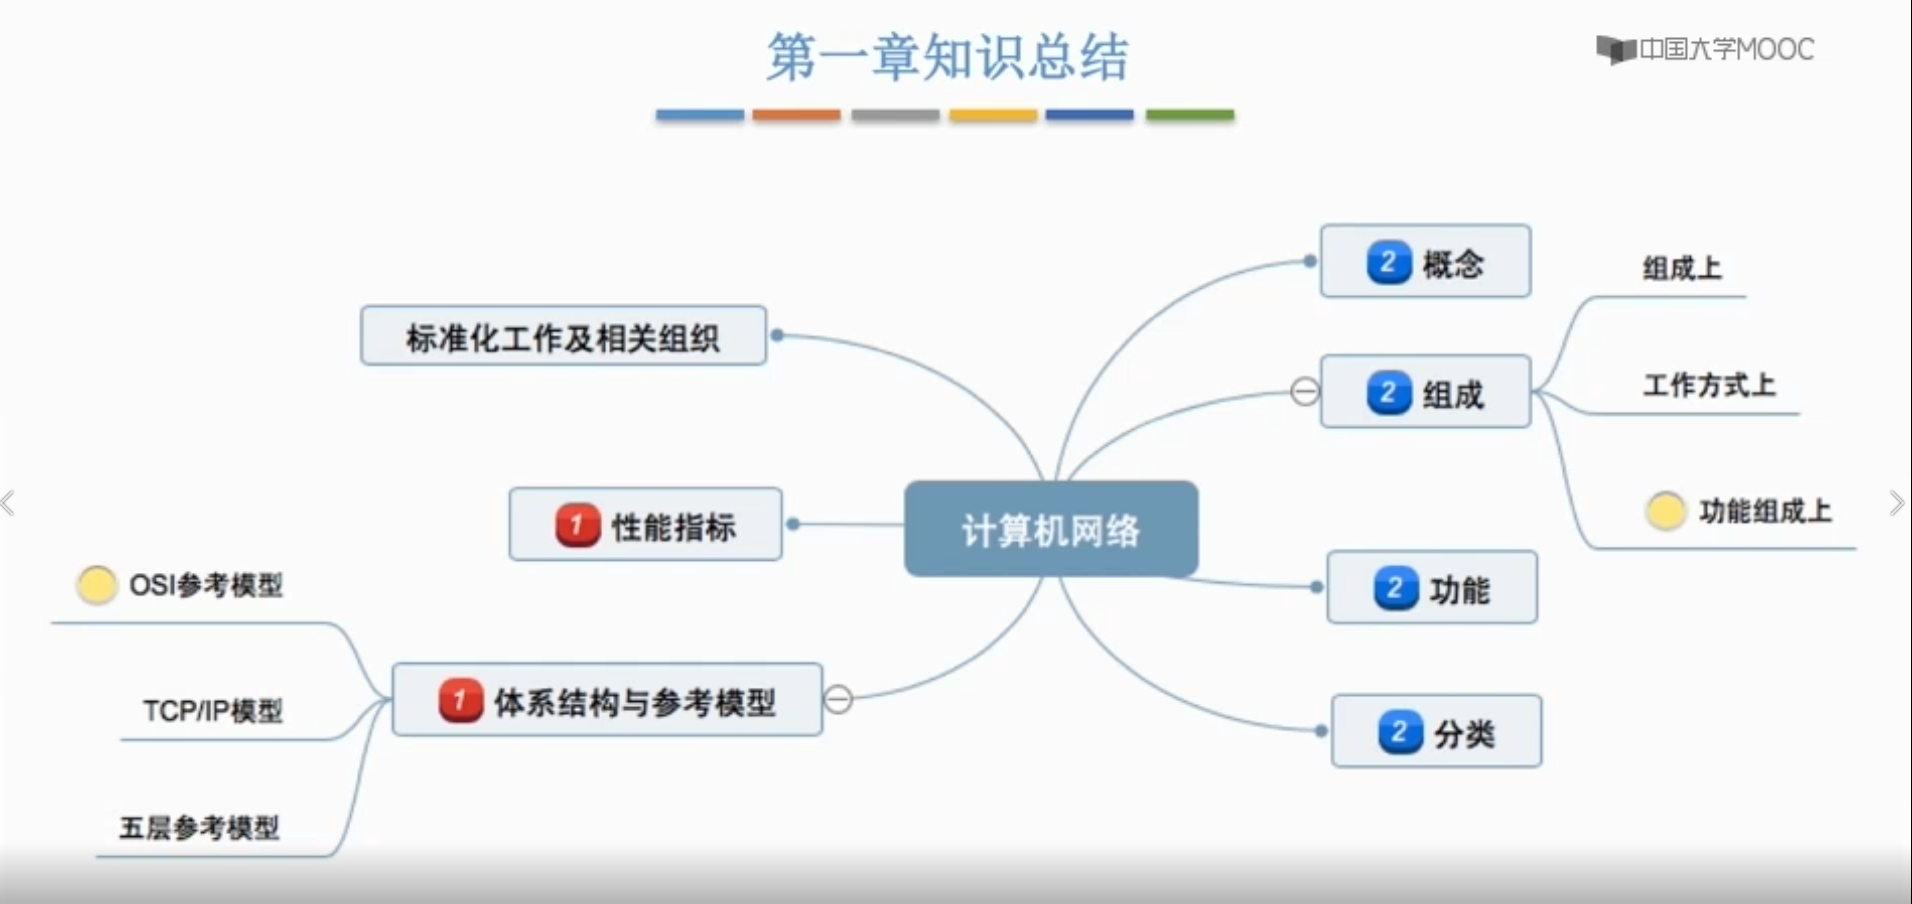 第一章知识总结
中国大学MOOC
标准化工作及相关组织
1 性能指标
OSI参考模型
TCP/IP模型
五层参考模型
1 体系结构与参考模型
计算机网络
2 概念
2 组成
组成上
工作方式上
功能组成上
2 功能
2 分类